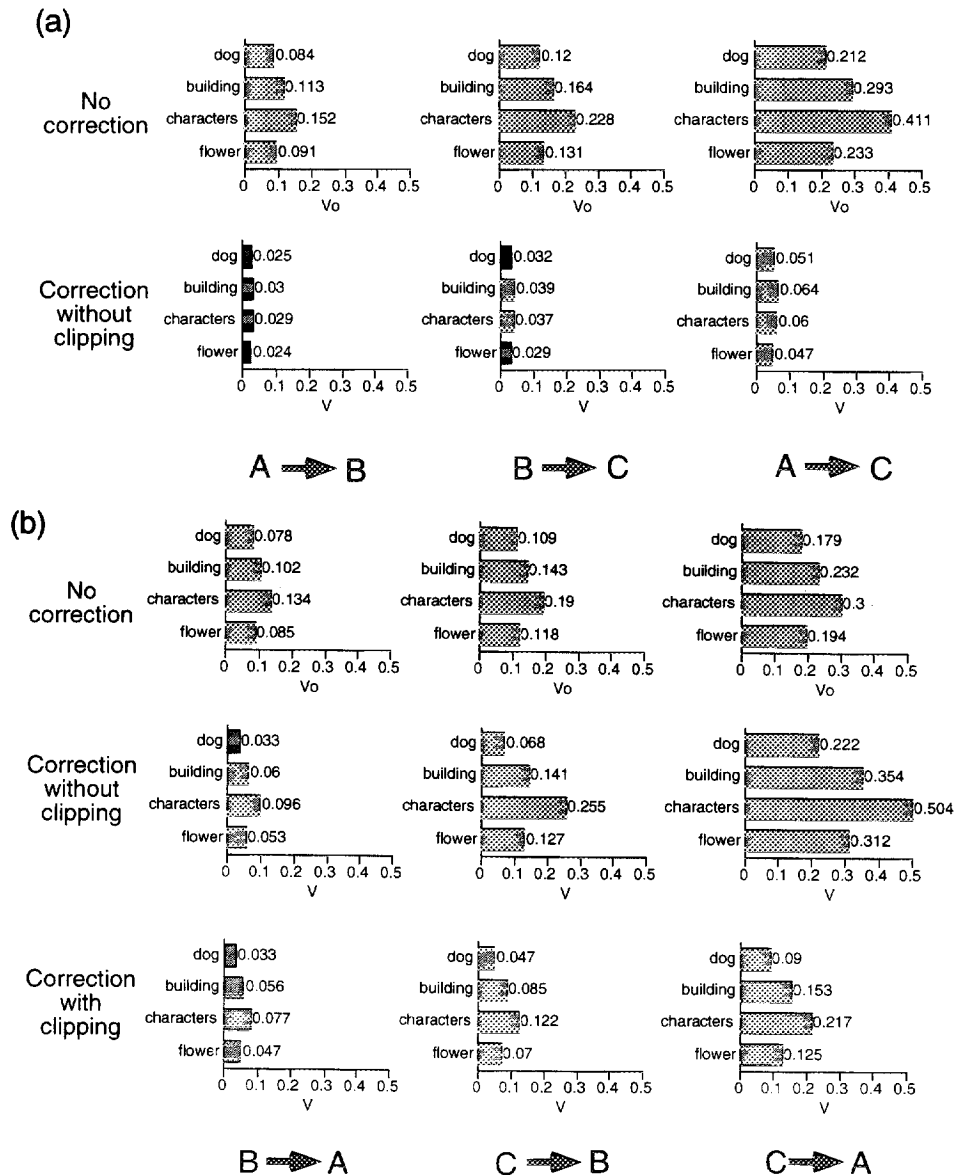 (a)
No
correction
dog 0.084
building 0.113
characters 0.152
flower 0.091
0 0.1 0.2 0.3 0.4 0.5
Vo
dog 0.12
building 0.164
characters 0.228
flower 0.131
0 0.1 0.2 0.3 0.4 0.5
Vo
dog 0.212
building 0.293
characters 0.411
flower 0.233
0 0.1 0.2 0.3 0.4 0.5
Vo
Correction
without
clipping
dog 0.025
building 0.03
characters 0.029
flower 0.024
0 0.1 0.2 0.3 0.4 0.5
V
dog 0.032
building 0.039
characters 0.037
flower 0.029
0 0.1 0.2 0.3 0.4 0.5
V
dog 0.051
building 0.064
characters 0.06
flower 0.047
0 0.1 0.2 0.3 0.4 0.5
V
A B
B C
A C
(b)
No
correction
dog 0.078
building 0.102
characters 0.134
flower 0.085
0 0.1 0.2 0.3 0.4 0.5
Vo
dog 0.109
building 0.143
characters 0.19
flower 0.118
0 0.1 0.2 0.3 0.4 0.5
Vo
dog 0.179
building 0.232
characters 0.3
flower 0.194
0 0.1 0.2 0.3 0.4 0.5
Vo
Correction
without
clipping
dog 0.033
building 0.06
characters 0.096
flower 0.053
0 0.1 0.2 0.3 0.4 0.5
V
dog 0.068
building 0.141
characters 0.255
flower 0.127
0 0.1 0.2 0.3 0.4 0.5
V
dog 0.222
building 0.354
characters 0.504
flower 0.312
0 0.1 0.2 0.3 0.4 0.5
V
Correction
with
clipping
dog 0.033
building 0.056
characters 0.077
flower 0.047
0 0.1 0.2 0.3 0.4 0.5
V
dog 0.047
building 0.085
characters 0.122
flower 0.07
0 0.1 0.2 0.3 0.4 0.5
V
dog 0.09
building 0.153
characters 0.217
flower 0.125
0 0.1 0.2 0.3 0.4 0.5
V
B A
C B
C A